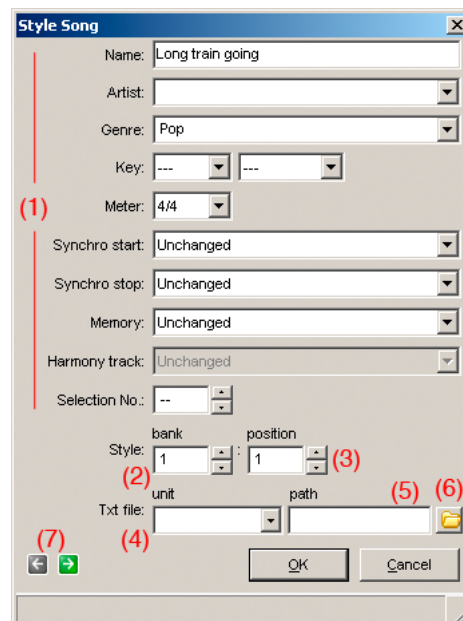 Style Song
Name: Long train going
Artist:
Genre: Pop
Key: --- ---
(1) Meter: 4/4
Synchro start: Unchanged
Synchro stop: Unchanged
Memory: Unchanged
Harmony track: Unchanged
Selection No.: --
bank position
Style: 1 : 1 (3)
(2)
unit path (5) (6)
Txt file:
(7) (4)
OK Cancel